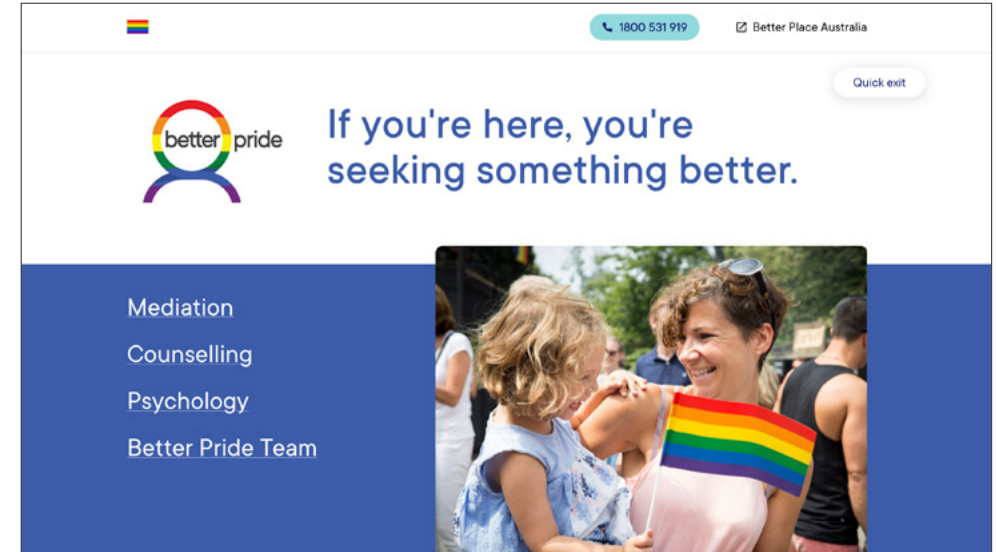 1800 531 919
Better Place Australia
Quick exit
better pride
If you're here, you're
seeking something better.
Mediation
Counselling
Psychology
Better Pride Team